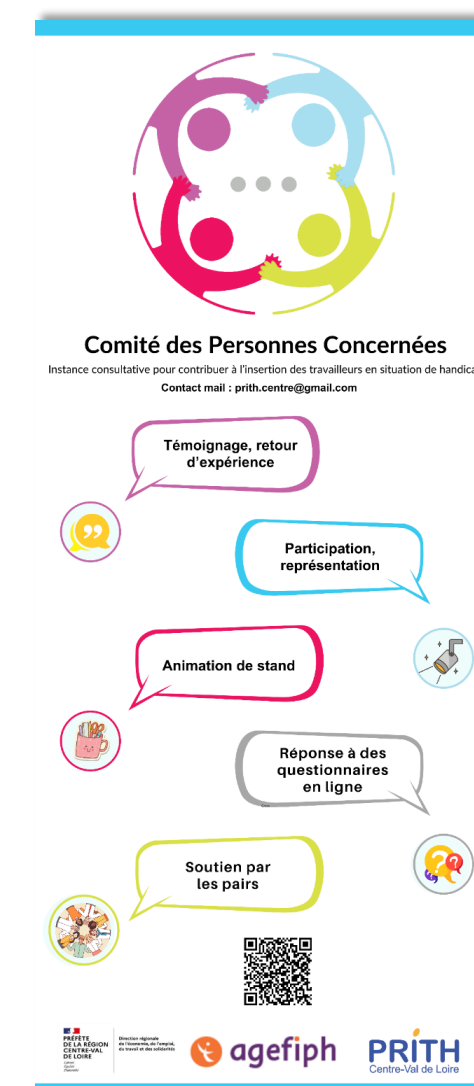 Comité des Personnes Concernées
Instance consultative pour contribuer à l'insertion des travailleurs en situation de handica
Contact mail : prith.centre@gmail.com
Témoignage, retour
d'expérience
Participation,
représentation
Animation de stand
Réponse à des
questionnaires
en ligne
Soutien par
les pairs
PRÉFÈTE
DE LA RÉGION
CENTRE-VAL
DE LOIRE
Liberté
Égalité
Fraternité
Direction régionale
de l'économie, de l'emploi,
du travail et des solidarités
agefiph
PRITH
Centre-Val de Loire